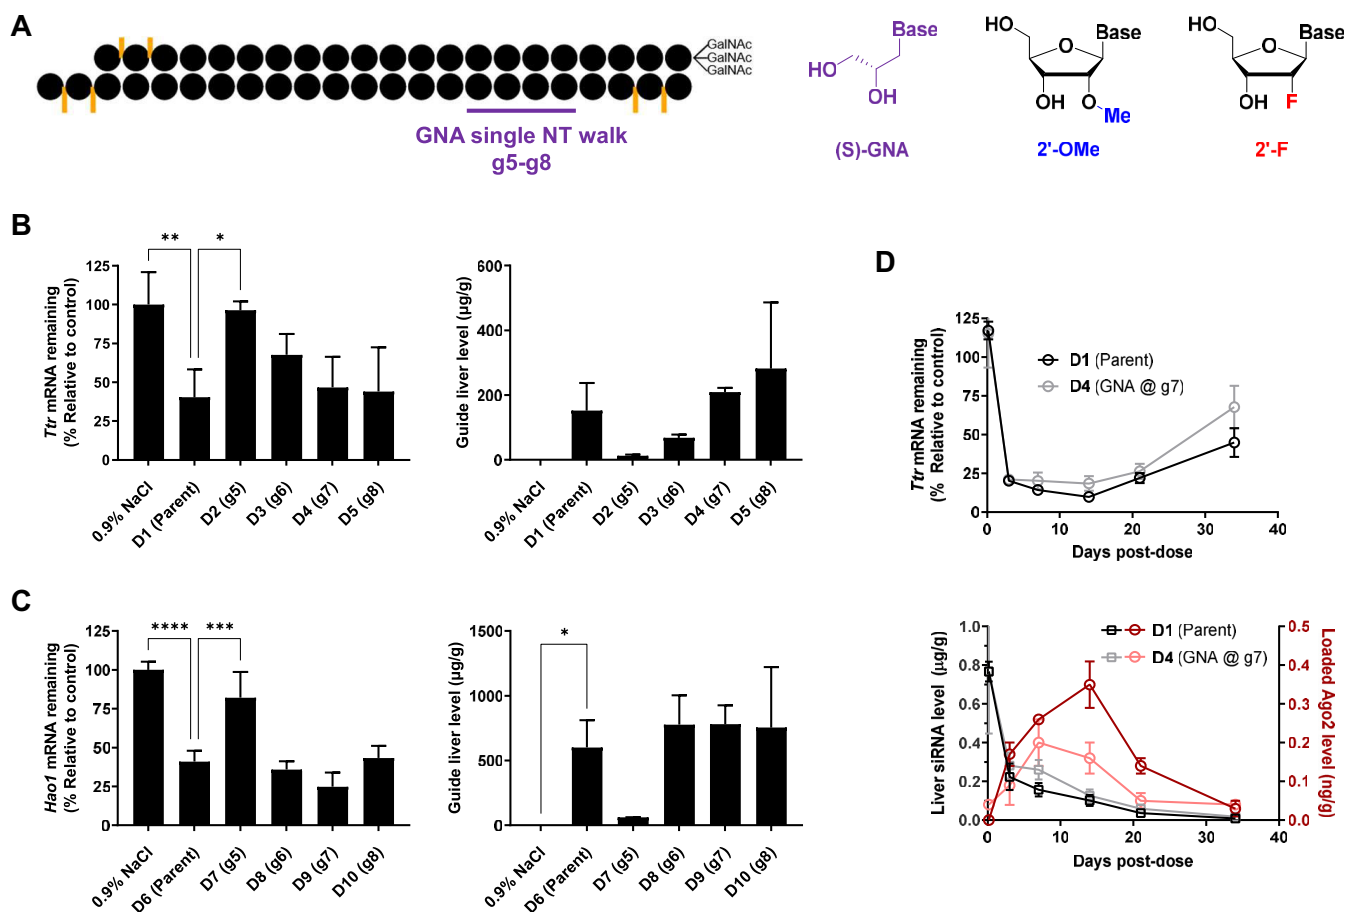 A
GalNAc
GalNAc
GalNAc
GNA single NT walk
g5-g8
Base
HO
OH
(S)-GNA
HO
O
Base
OH
O
Me
2'-OMe
HO
O
Base
OH
F
2'-F
B
** *
Ttr mRNA remaining
(% Relative to control)
125
100
75
50
25
0
0.9% NaCl
D1 (Parent)
D2 (g5)
D3 (g6)
D4 (g7)
D5 (g8)
Guide liver level (µg/g)
600
400
200
0
0.9% NaCl
D1 (Parent)
D2 (g5)
D3 (g6)
D4 (g7)
D5 (g8)
D
Ttr mRNA remaining
(% Relative to control)
125
100
75
50
25
0
D1 (Parent)
D4 (GNA @ g7)
0 10 20 30 40
Days post-dose
C
**** ***
Hao1 mRNA remaining
(% Relative to control)
125
100
75
50
25
0
0.9% NaCl
D6 (Parent)
D7 (g5)
D8 (g6)
D9 (g7)
D10 (g8)
*
Guide liver level (µg/g)
1500
1000
500
0
0.9% NaCl
D6 (Parent)
D7 (g5)
D8 (g6)
D9 (g7)
D10 (g8)
Liver siRNA level (µg/g)
1.0
0.8
0.6
0.4
0.2
0.0
D1 (Parent)
D4 (GNA @ g7)
0.5
0.4
0.3
0.2
0.1
0.0
Loaded Ago2 level (ng/g)
0 10 20 30 40
Days post-dose